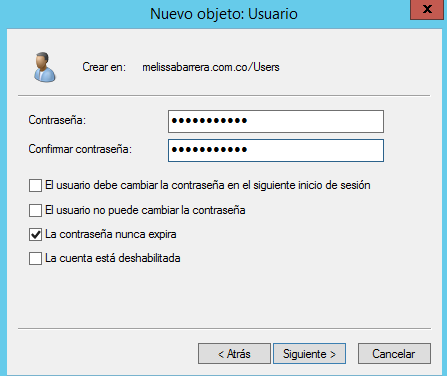 Nuevo objeto: Usuario
x
Crear en: melissabarrera.com.co/Users
Contraseña: •••••••••••
Confirmar contraseña: •••••••••••
El usuario debe cambiar la contraseña en el siguiente inicio de sesión
El usuario no puede cambiar la contraseña
La contraseña nunca expira
La cuenta está deshabilitada
< Atrás Siguiente > Cancelar